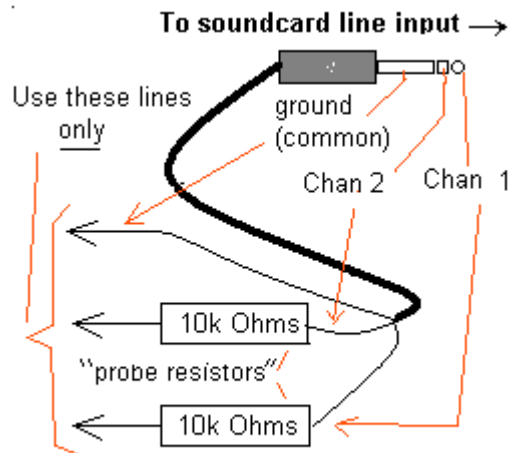 To soundcard line input
Use these lines
only
ground
(common)
Chan 2
Chan 1
10k Ohms
"probe resistors"
10k Ohms